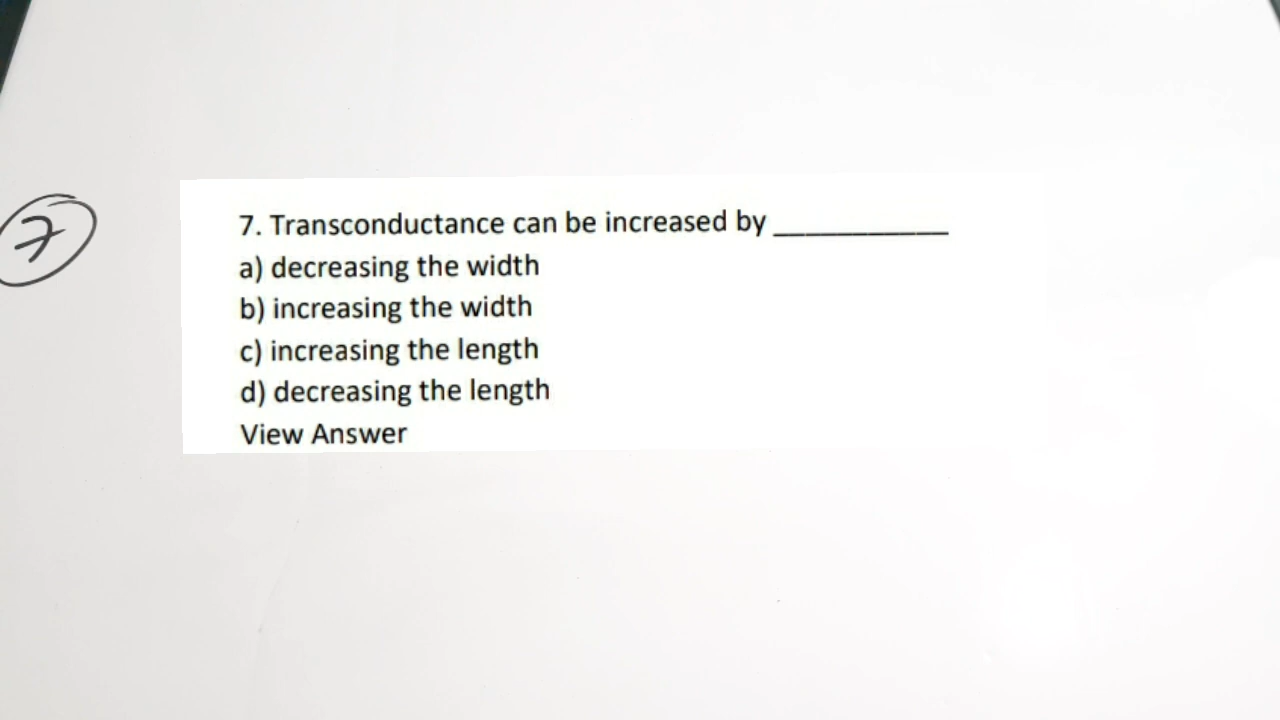 7
7. Transconductance can be increased by ___________
a) decreasing the width
b) increasing the width
c) increasing the length
d) decreasing the length
View Answer